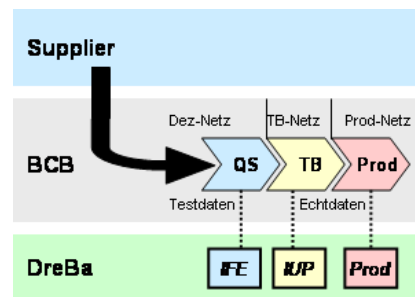 Supplier
Dez-Netz TB-Netz Prod-Netz
BCB QS TB Prod
Testdaten Echtdaten
DreBa IFE IUP Prod